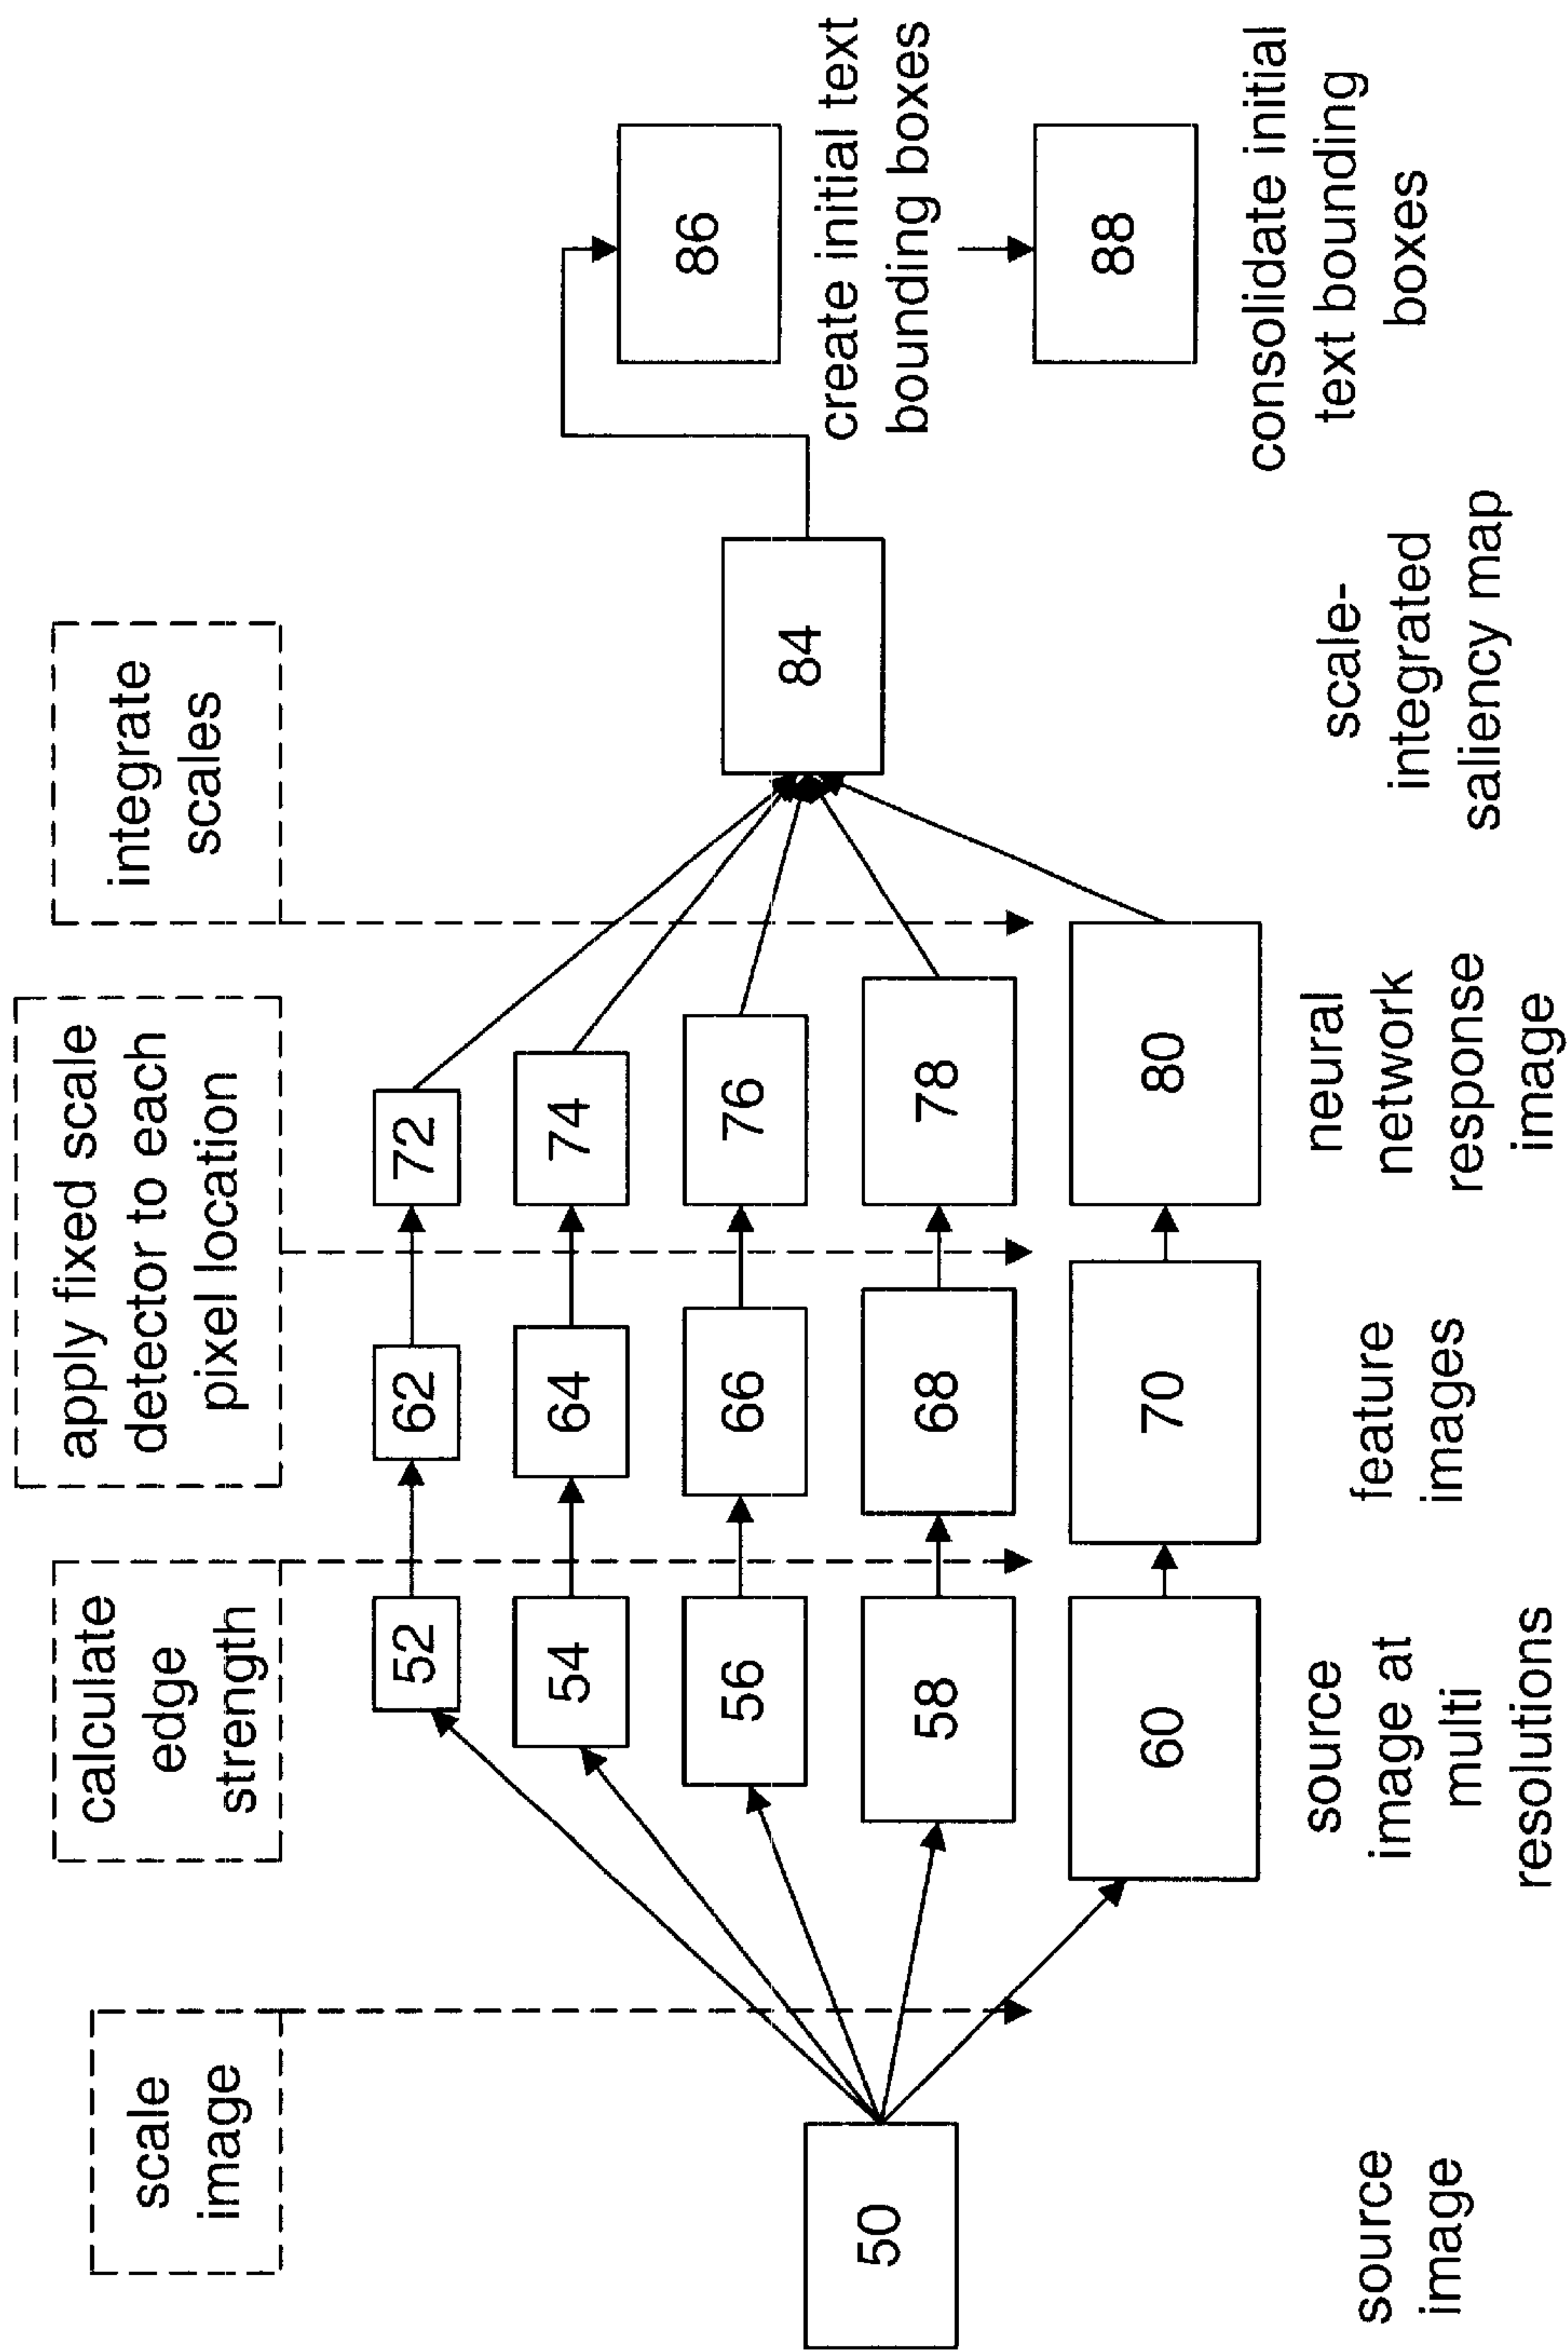 scale
image
calculate
edge
strength
apply fixed scale
detector to each
pixel location
integrate
scales
50
52
54
56
58
60
62
64
66
68
70
72
74
76
78
80
84
86
create initial text
bounding boxes
88
consolidate initial
text bounding
boxes
source
image
source
image at
multi
resolutions
feature
images
neural
network
response
image
scale-
integrated
saliency map